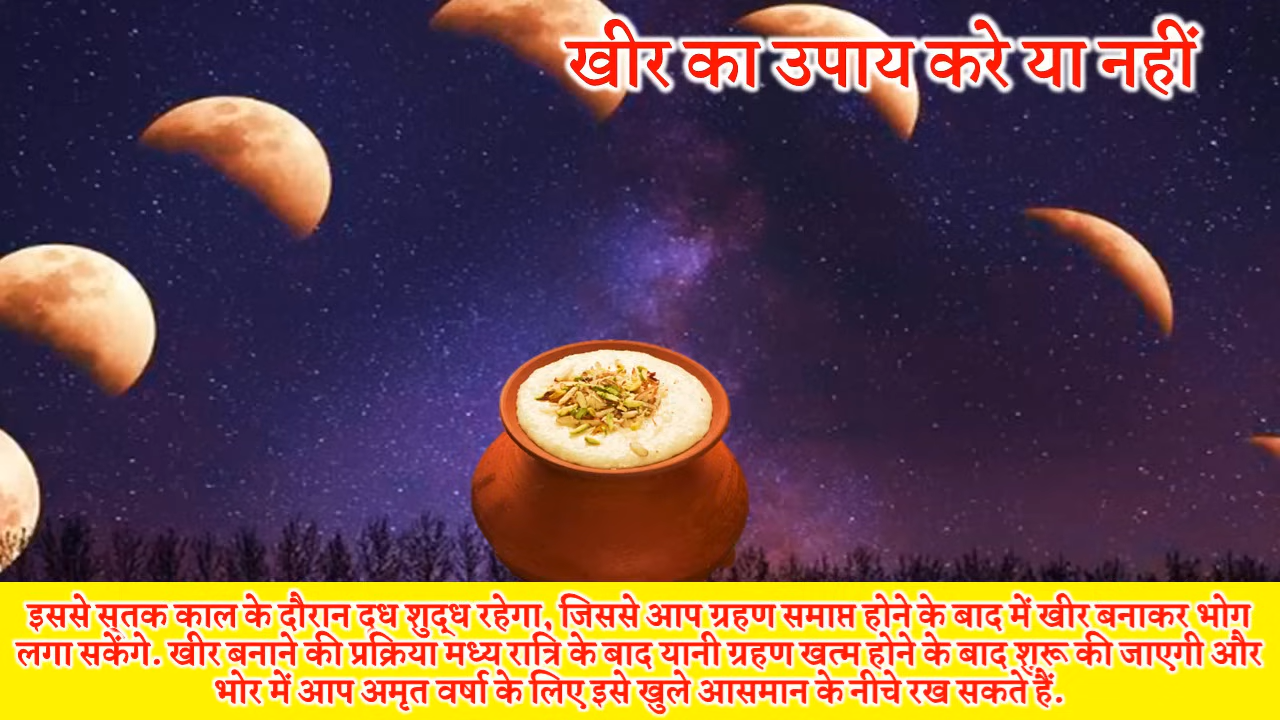 खीर का उपाय करे या नहीं
इससे सूतक काल के दौरान दूध शुद्ध रहेगा, जिससे आप ग्रहण समाप्त होने के बाद में खीर बनाकर भोग
लगा सकेंगे. खीर बनाने की प्रक्रिया मध्य रात्रि के बाद यानी ग्रहण खत्म होने के बाद शुरू की जाएगी और
भोर में आप अमृत वर्षा के लिए इसे खुले आसमान के नीचे रख सकते हैं.